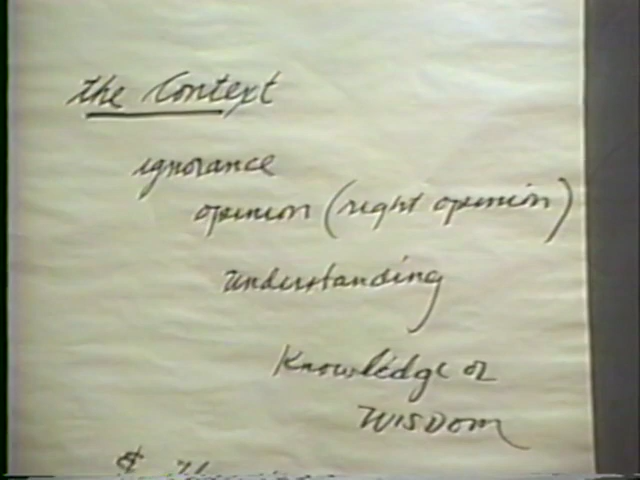 the Context
ignorance
opinion (right opinion)
understanding
Knowledge or
WISDOM